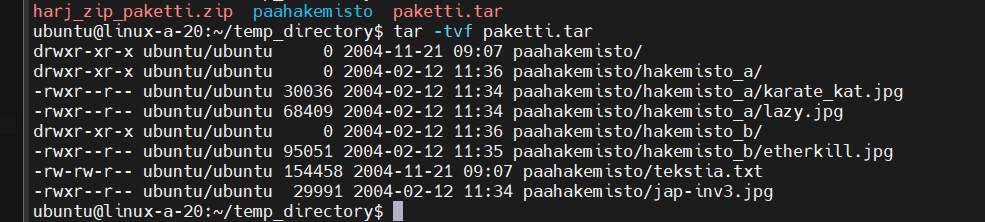 harj_zip_paketti.zip  paahakemisto  paketti.tar
ubuntu@linux-a-20:~/temp_directory$ tar -tvf paketti.tar
drwxr-xr-x ubuntu/ubuntu     0 2004-11-21 09:07 paahakemisto/
drwxr-xr-x ubuntu/ubuntu     0 2004-02-12 11:36 paahakemisto/hakemisto_a/
-rwxr--r-- ubuntu/ubuntu 30036 2004-02-12 11:34 paahakemisto/hakemisto_a/karate_kat.jpg
-rwxr--r-- ubuntu/ubuntu 68409 2004-02-12 11:34 paahakemisto/hakemisto_a/lazy.jpg
drwxr-xr-x ubuntu/ubuntu     0 2004-02-12 11:36 paahakemisto/hakemisto_b/
-rwxr--r-- ubuntu/ubuntu 95051 2004-02-12 11:35 paahakemisto/hakemisto_b/etherkill.jpg
-rw-rw-r-- ubuntu/ubuntu 154458 2004-11-21 09:07 paahakemisto/tekstia.txt
-rwxr--r-- ubuntu/ubuntu  29991 2004-02-12 11:34 paahakemisto/jap-inv3.jpg
ubuntu@linux-a-20:~/temp_directory$